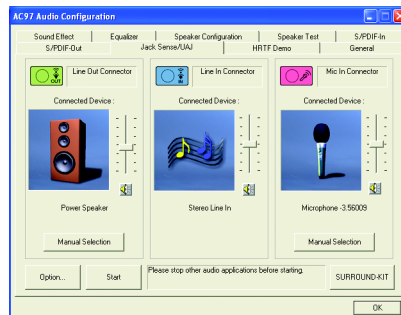 AC97 Audio Configuration
Sound Effect
Equalizer
Speaker Configuration
Speaker Test
S/PDIF-In
S/PDIF-Out
Jack Sense/UAJ
HRTF Demo
General
OUT
Line Out Connector
IN
Line In Connector
Mic In Connector
Connected Device :
Connected Device :
Connected Device :
Power Speaker
Stereo Line In
Microphone -3.56009
Manual Selection
Manual Selection
Option...
Start
Please stop other audio applications before starting.
SURROUND-KIT
OK